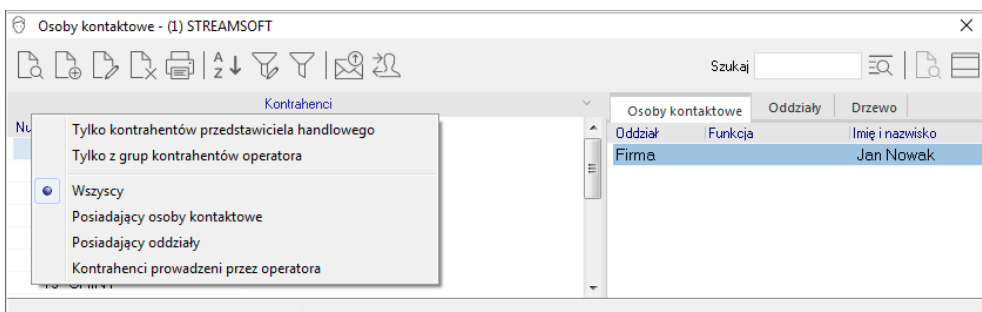 Osoby kontaktowe - (1) STREAMSOFT
Szukaj
Kontrahenci
Nu
Tylko kontrahentów przedstawiciela handlowego
Tylko z grup kontrahentów operatora
Wszyscy
Posiadający osoby kontaktowe
Posiadający oddziały
Kontrahenci prowadzeni przez operatora
Osoby kontaktowe Oddziały Drzewo
Oddział Funkcja Imię i nazwisko
Firma Jan Nowak